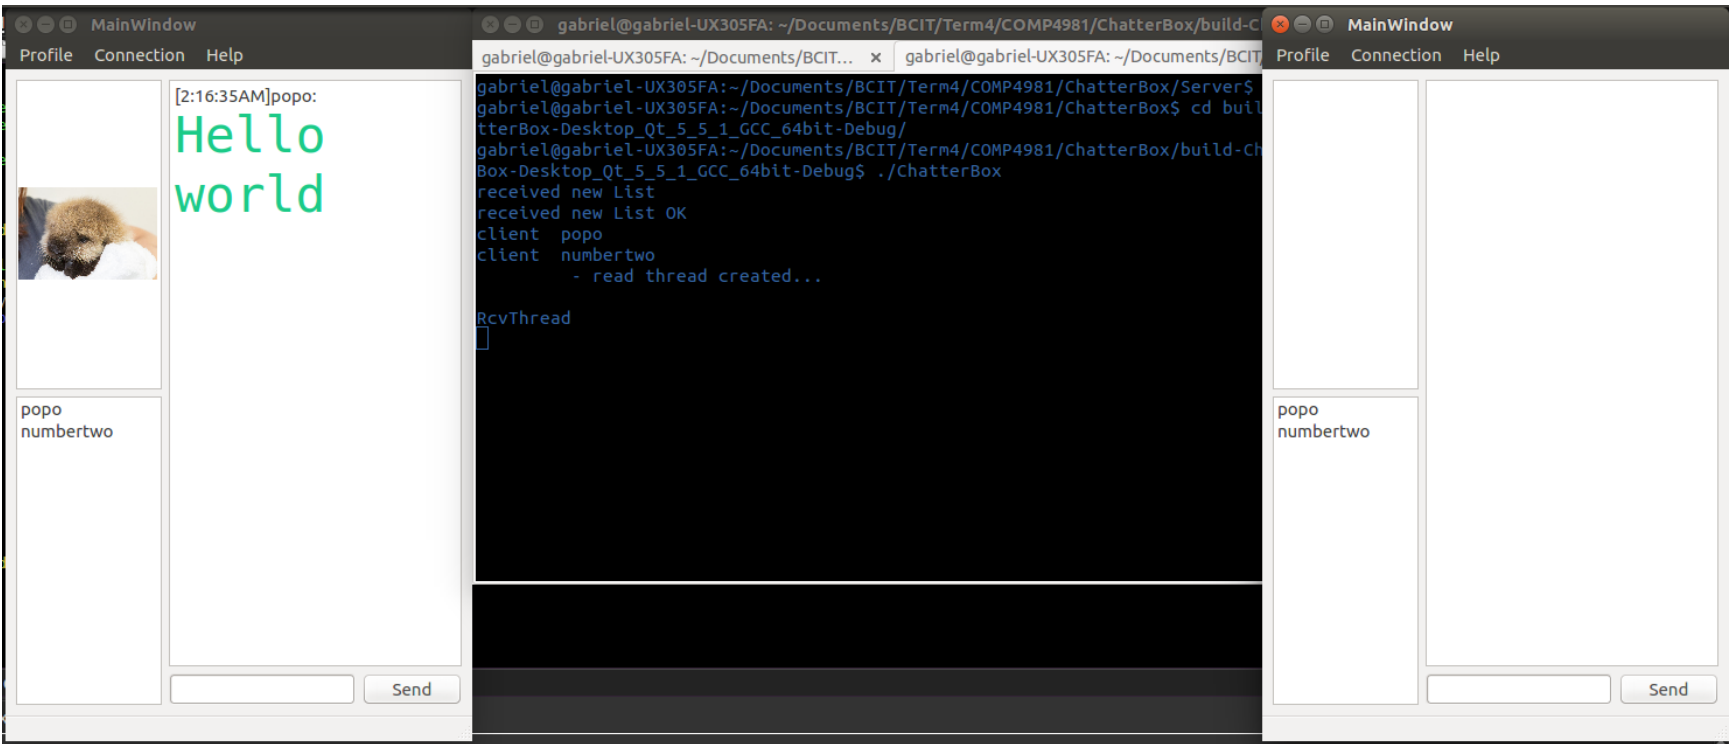 MainWindow
Profile Connection Help
[2:16:35AM]popo:
Hello
world
popo
numbertwo
Send
gabriel@gabriel-UX305FA: ~/Documents/BCIT/Term4/COMP4981/ChatterBox/build-C
gabriel@gabriel-UX305FA: ~/Documents/BCIT... × gabriel@gabriel-UX305FA: ~/Documents/BCIT/
gabriel@gabriel-UX305FA:~/Documents/BCIT/Term4/COMP4981/ChatterBox/Server$
gabriel@gabriel-UX305FA:~/Documents/BCIT/Term4/COMP4981/ChatterBox$ cd buil
tterBox-Desktop_Qt_5_5_1_GCC_64bit-Debug/
gabriel@gabriel-UX305FA:~/Documents/BCIT/Term4/COMP4981/ChatterBox/build-Ch
Box-Desktop_Qt_5_5_1_GCC_64bit-Debug$ ./ChatterBox
received new List
received new List OK
client popo
client numbertwo
- read thread created...
RcvThread
MainWindow
Profile Connection Help
popo
numbertwo
Send